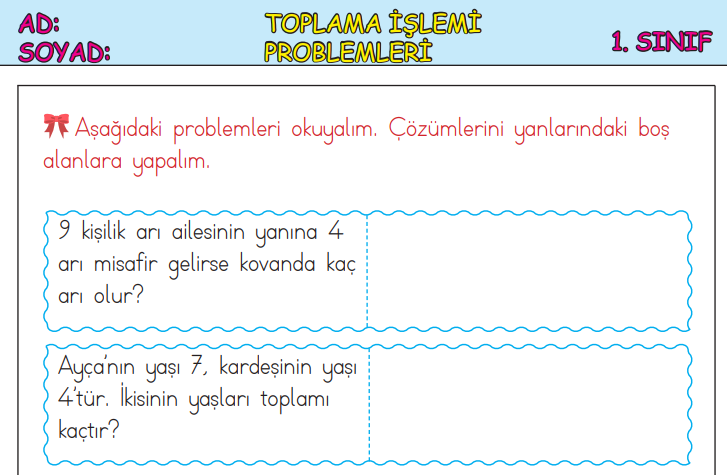 AD:
SOYAD:
TOPLAMA İŞLEMİ
PROBLEMLERİ
1. SINIF
Aşağıdaki problemleri okuyalım. Çözümlerini yanlarındaki boş
alanlara yapalım.
9 kişilik arı ailesinin yanına 4
arı misafir gelirse kovanda kaç
arı olur?
Ayça'nın yaşı 7, kardeşinin yaşı
4'tür. İkisinin yaşları toplamı
kaçtır?